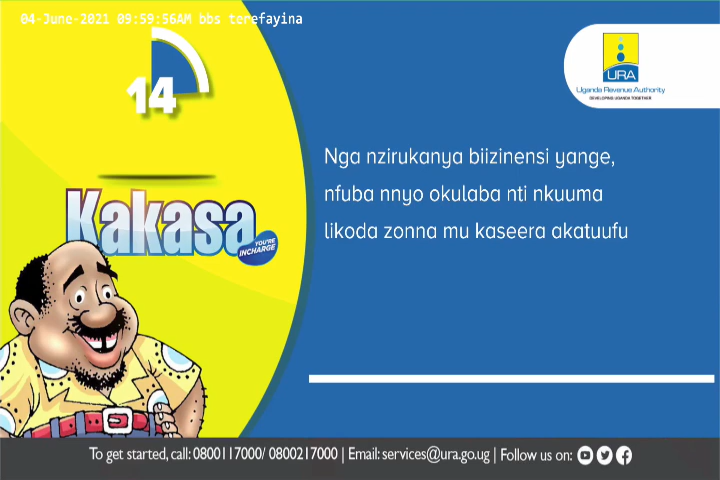 04-June-2021 09:59:56AM bbs terefayina
14
URA
Uganda Revenue Authority
DEVELOPING UGANDA TOGETHER
Nga nzirukanya biizinensi yange,
nfuba nnyo okulaba nti nkuuma
likoda zonna mu kaseera akatuufu
Kakasa
YOU'RE
INCHARGE
To get started, call: 0800117000/ 0800217000 | Email: services@ura.go.ug | Follow us on: